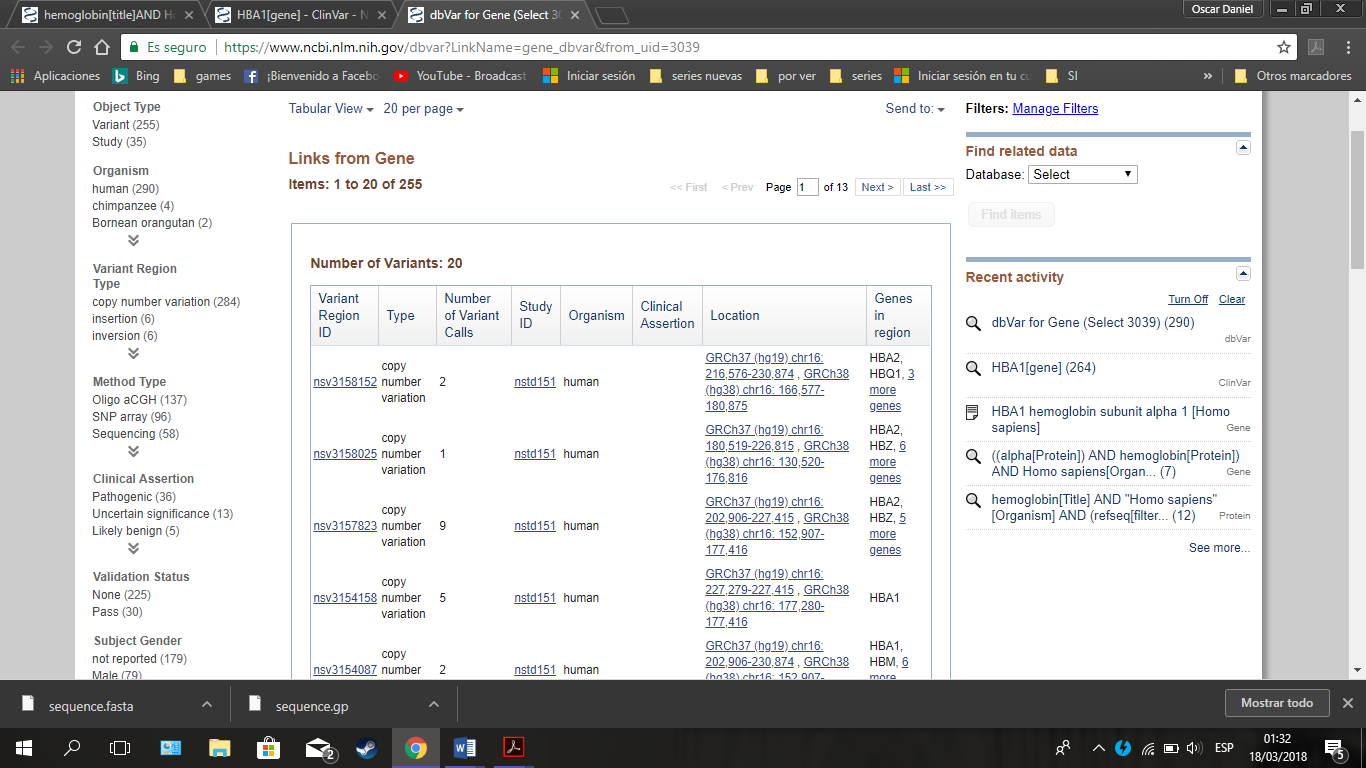 hemoglobin[title]AND H
HBA1[gene] - ClinVar - N
dbVar for Gene (Select 30
Oscar Daniel
Es seguro
https://www.ncbi.nlm.nih.gov/dbvar?LinkName=gene_dbvar&from_uid=3039
Aplicaciones
Bing
games
¡Bienvenido a Facebo
YouTube - Broadcast
Iniciar sesión
series nuevas
por ver
series
Iniciar sesión en tu cu
SI
»
Otros marcadores
Object Type
Variant (255)
Study (35)
Organism
human (290)
chimpanzee (4)
Bornean orangutan (2)
Variant Region
Type
copy number variation (284)
insertion (6)
inversion (6)
Method Type
Oligo aCGH (137)
SNP array (96)
Sequencing (58)
Clinical Assertion
Pathogenic (36)
Uncertain significance (13)
Likely benign (5)
Validation Status
None (225)
Pass (30)
Subject Gender
not reported (179)
Male (79)
Tabular View
20 per page
Send to:
Links from Gene
Items: 1 to 20 of 255
<< First
< Prev
Page 1 of 13
Next >
Last >>
Number of Variants: 20
Variant
Region
ID
Type
Number
of Variant
Calls
Study
ID
Organism
Clinical
Assertion
Location
Genes
in
region
nsv3158152
copy
number
variation
2
nstd151
human
GRCh37 (hg19) chr16:
216,576-230,874 , GRCh38
(hg38) chr16: 166,577-
180,875
HBA2,
HBQ1, 3
more
genes
nsv3158025
copy
number
variation
1
nstd151
human
GRCh37 (hg19) chr16:
180,519-226,815 , GRCh38
(hg38) chr16: 130,520-
176,816
HBA2,
HBZ, 6
more
genes
nsv3157823
copy
number
variation
9
nstd151
human
GRCh37 (hg19) chr16:
202,906-227,415 , GRCh38
(hg38) chr16: 152,907-
177,416
HBA2,
HBZ, 5
more
genes
nsv3154158
copy
number
variation
5
nstd151
human
GRCh37 (hg19) chr16:
227,279-227,415 , GRCh38
(hg38) chr16: 177,280-
177,416
HBA1
nsv3154087
copy
number
2
nstd151
human
GRCh37 (hg19) chr16:
202,906-230,874 , GRCh38
(hg38) chr16: 152,907-
HBA1,
HBM, 6
more
Filters: Manage Filters
Find related data
Database: Select
Find items
Recent activity
Turn Off
Clear
dbVar for Gene (Select 3039) (290)
dbVar
HBA1[gene] (264)
ClinVar
HBA1 hemoglobin subunit alpha 1 [Homo
sapiens]
Gene
((alpha[Protein]) AND hemoglobin[Protein])
AND Homo sapiens[Organ... (7)
Gene
hemoglobin[Title] AND "Homo sapiens"
[Organism] AND (refseq[filter... (12)
Protein
See more...
sequence.fasta
sequence.gp
Mostrar todo
2
ESP
01:32
18/03/2018
5